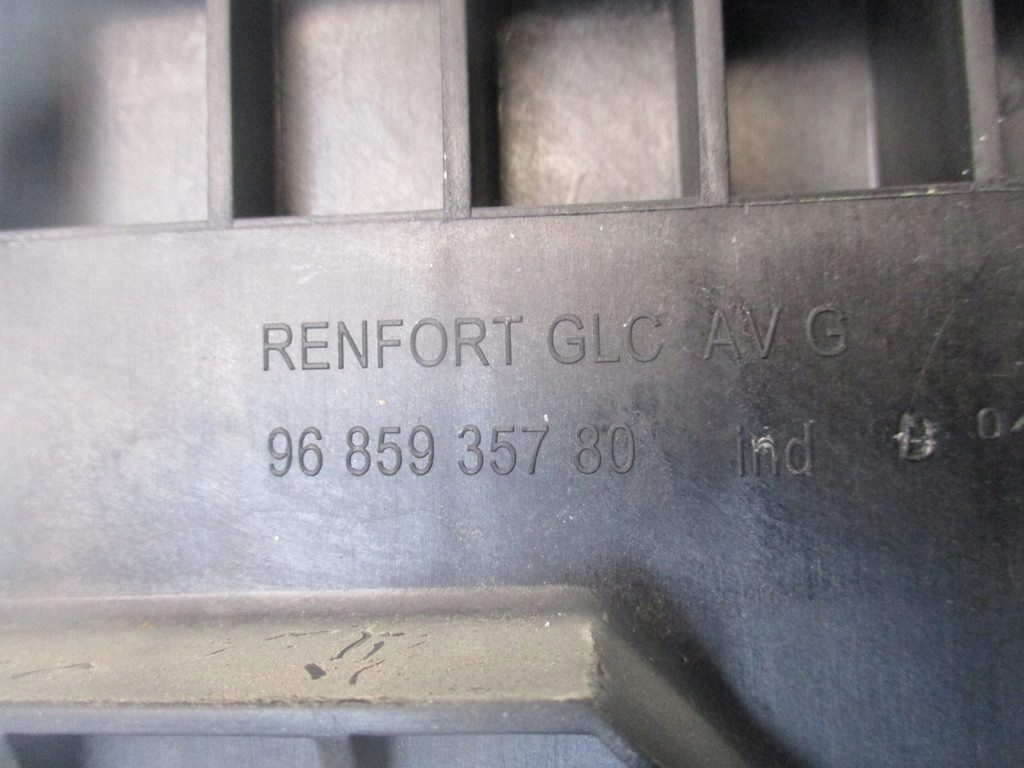 RENFORT GLC AV G
96 859 357 80 ind B